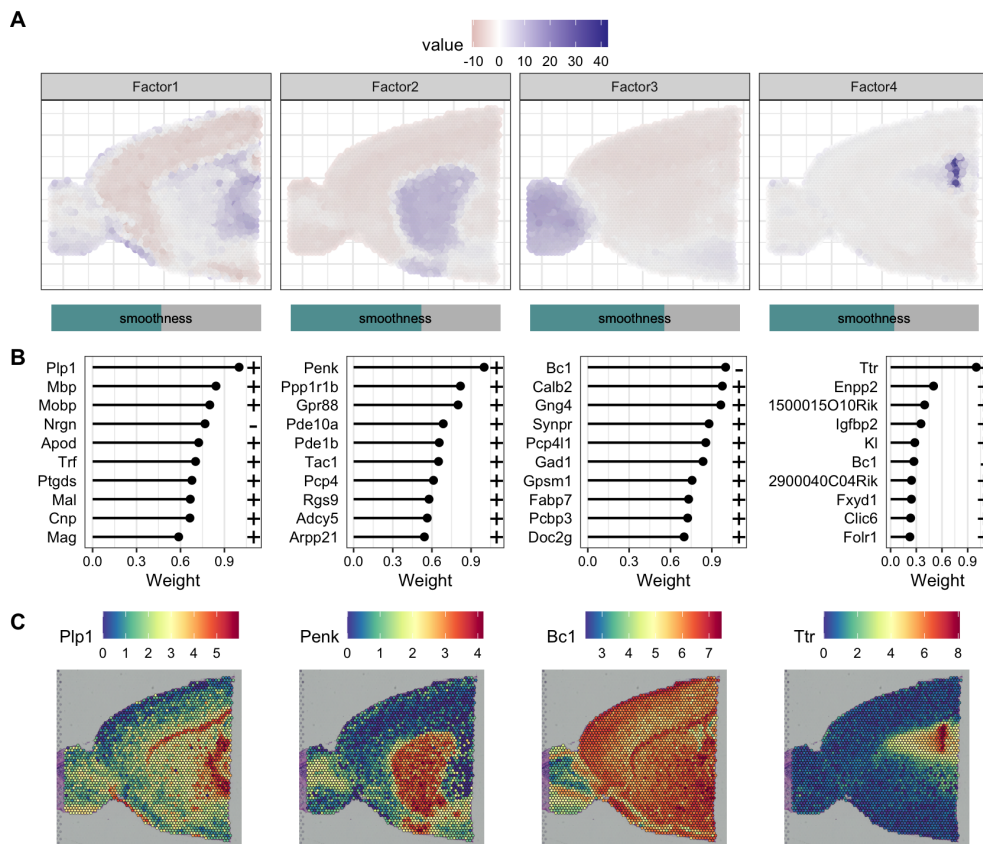 A
value
-10 0 10 20 30 40
Factor1 Factor2 Factor3 Factor4
smoothness smoothness smoothness smoothness
B
Plp1 +
Mbp +
Mobp +
Nrgn -
Apod +
Trf +
Ptgds +
Mal +
Cnp +
Mag +
0.0 0.3 0.6 0.9
Weight
Penk +
Ppp1r1b +
Gpr88 +
Pde10a +
Pde1b +
Tac1 +
Pcp4 +
Rgs9 +
Adcy5 +
Arpp21 +
0.0 0.3 0.6 0.9
Weight
Bc1 -
Calb2 +
Gng4 +
Synpr +
Pcp4l1 +
Gad1 +
Gpsm1 +
Fabp7 +
Pcbp3 +
Doc2g +
0.0 0.3 0.6 0.9
Weight
Ttr
Enpp2
1500015O10Rik
Igfbp2
Kl
Bc1
2900040C04Rik
Fxyd1
Clic6
Folr1
0.0 0.3 0.6 0.9
Weight
C
Plp1
0 1 2 3 4 5
Penk
0 1 2 3 4
Bc1
3 4 5 6 7
Ttr
0 2 4 6 8